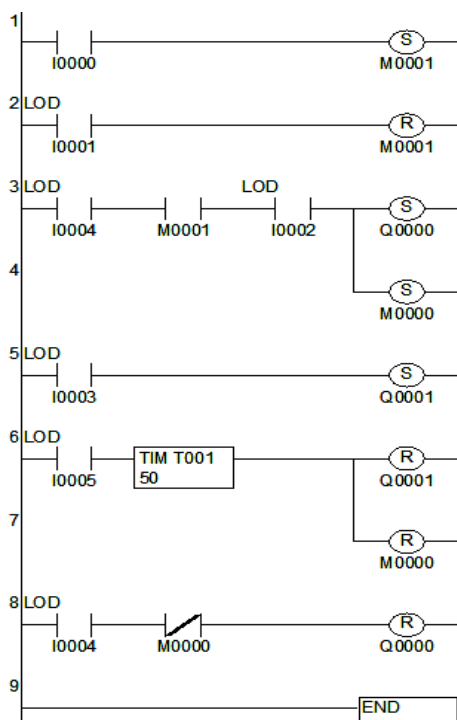 1
S
I0000 M0001
2 LOD
R
I0001 M0001
3 LOD LOD
S
I0004 M0001 I0002 Q0000
4
S
M0000
5 LOD
S
I0003 Q0001
6 LOD
TIM T001 R
50
I0005 Q0001
7
R
M0000
8 LOD
R
I0004 M0000 Q0000
9
END